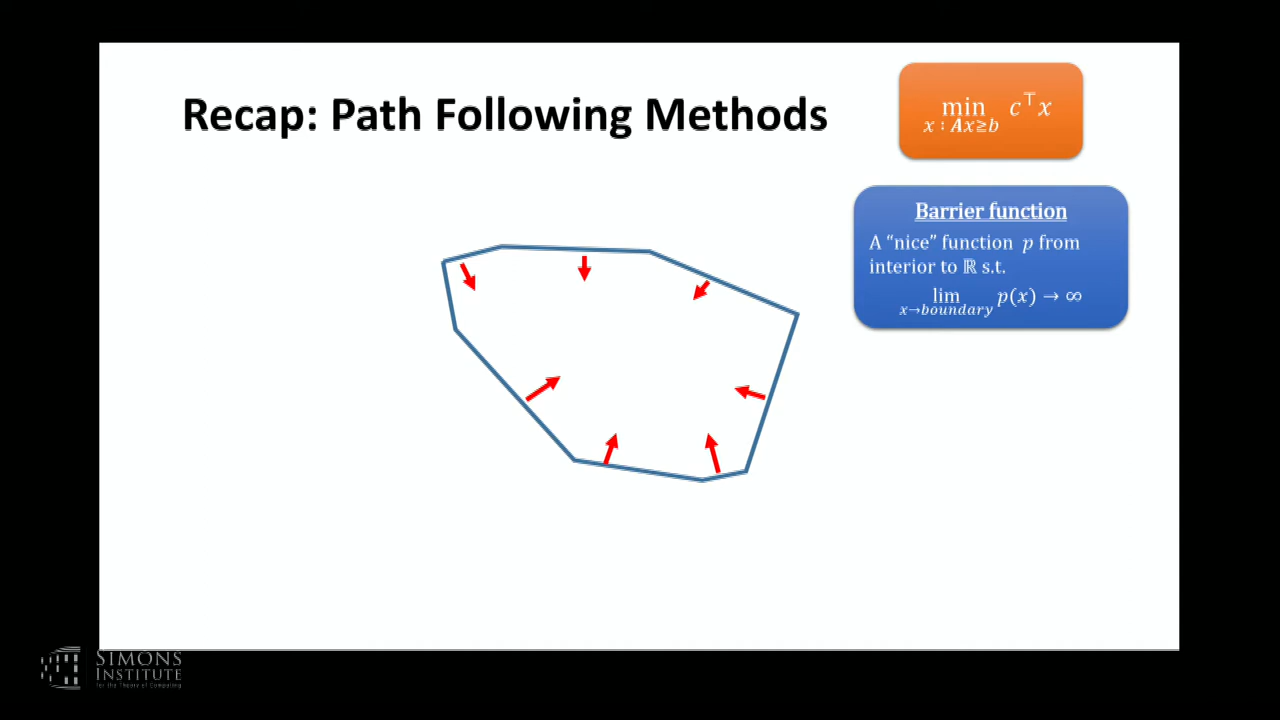 Recap: Path Following Methods
min c⊤x
x : Ax≥b
Barrier function
A “nice” function p from
interior to ℝ s.t.
lim p(x) → ∞
x→boundary
SIMONS
INSTITUTE
for the Theory of Computing